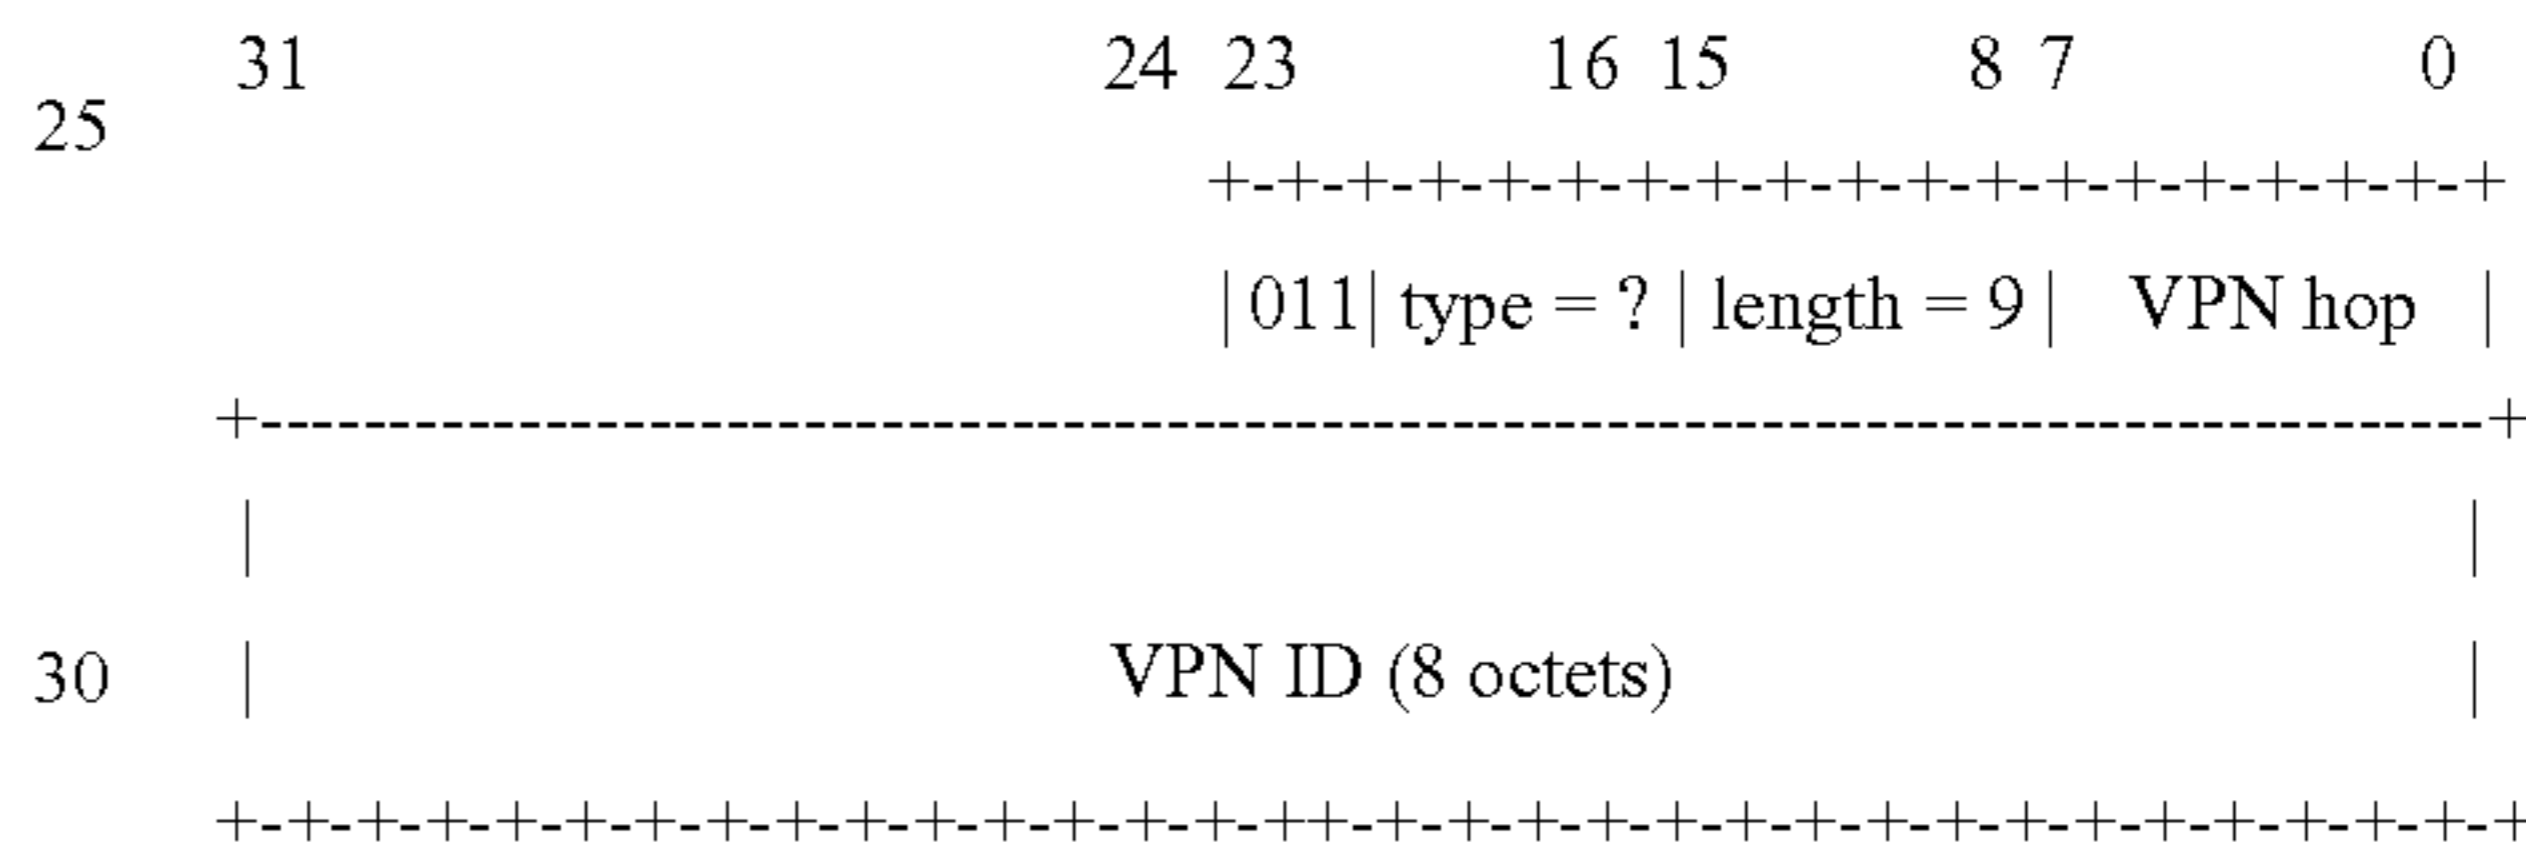 31 24 23 16 15 8 7 0
25
+-+-+-+-+-+-+-+-+-+-+-+-+-+-+-+-+-+-+
|011| type = ? | length = 9 | VPN hop |
+------------------------------------------------------------------------------------------+
| |
30 | VPN ID (8 octets) |
+-+-+-+-+-+-+-+-+-+-+-+-+-+-+-++-+-+-+-+-+-+-+-+-+-+-+-+-+-+-+-+-+-+